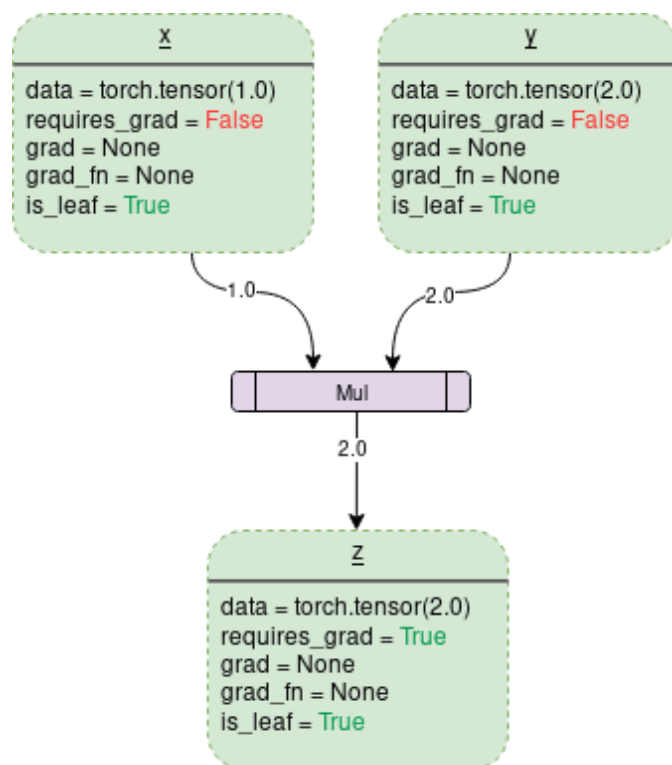 x
data = torch.tensor(1.0)
requires_grad = False
grad = None
grad_fn = None
is_leaf = True
y
data = torch.tensor(2.0)
requires_grad = False
grad = None
grad_fn = None
is_leaf = True
1.0
2.0
Mul
2.0
z
data = torch.tensor(2.0)
requires_grad = True
grad = None
grad_fn = None
is_leaf = True